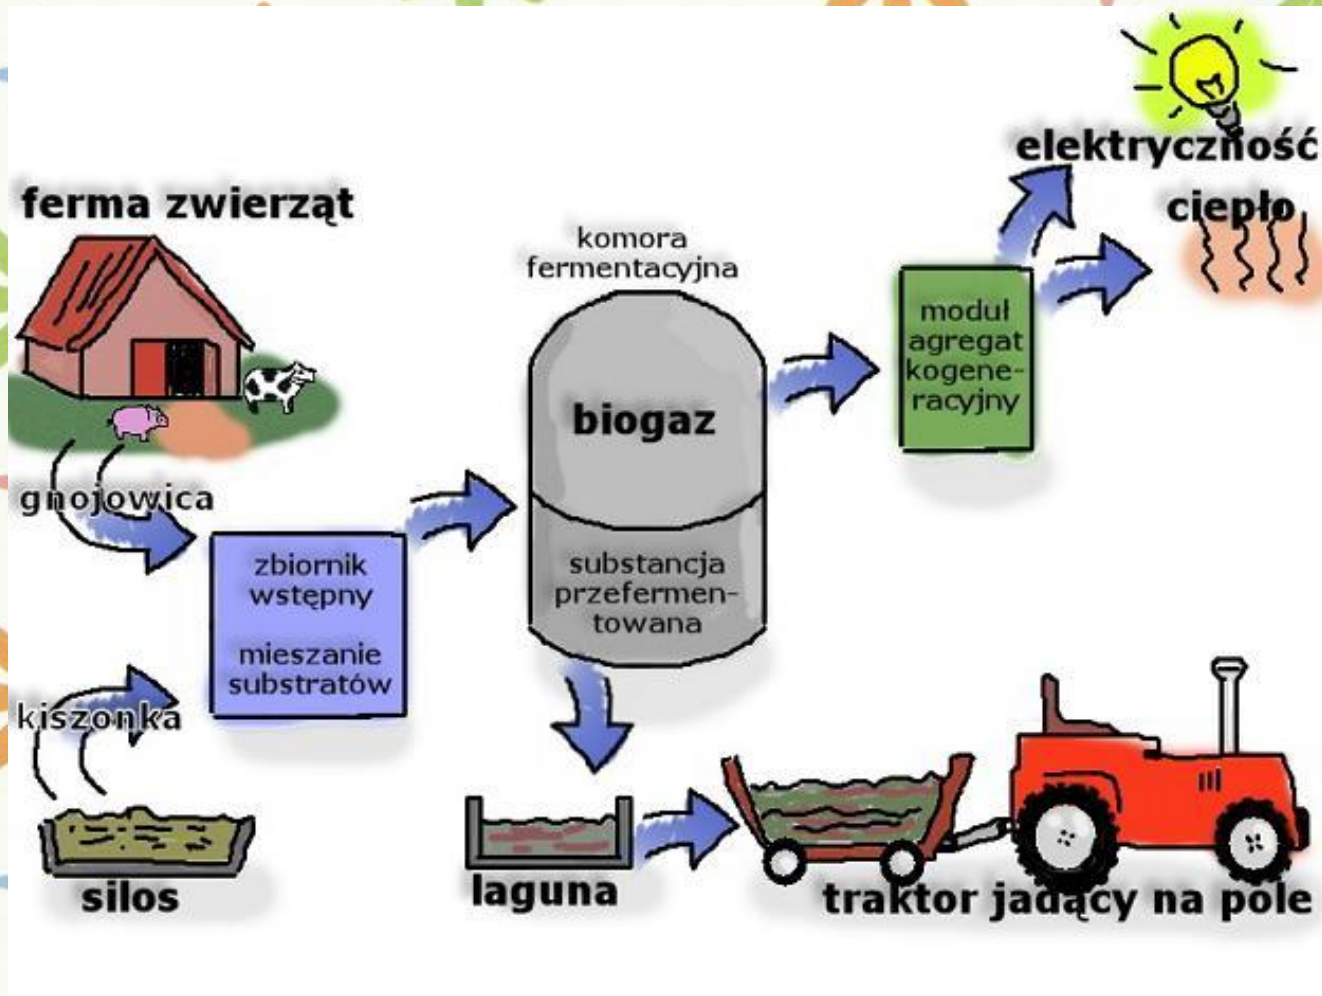 elektryczność
ciepło
ferma zwierząt
komora
fermentacyjna
moduł
agregat
kogene-
racyjny
biogaz
gnojowica
zbiornik
wstępny
mieszanie
substratów
substancja
przefermen-
towana
kiszonka
silos
laguna
traktor jadący na pole